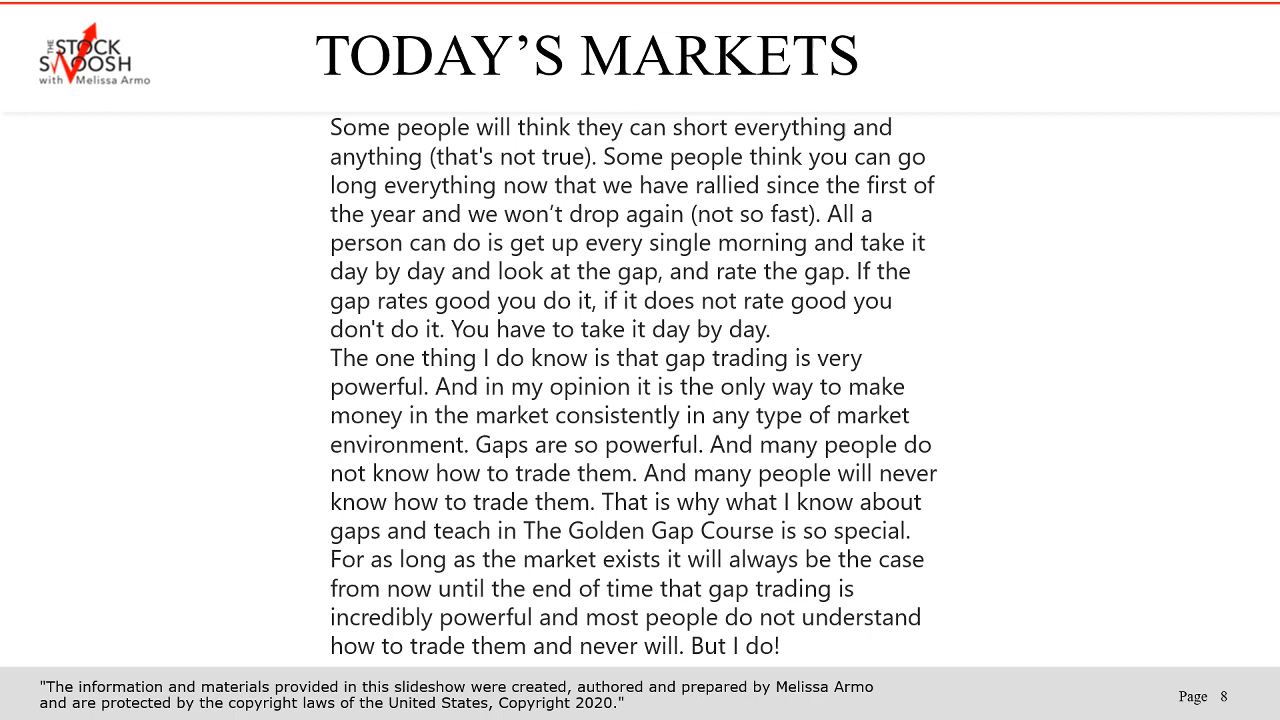 THE
STOCK
SWOOSH
with Melissa Armo
TODAY’S MARKETS
Some people will think they can short everything and
anything (that's not true). Some people think you can go
long everything now that we have rallied since the first of
the year and we won’t drop again (not so fast). All a
person can do is get up every single morning and take it
day by day and look at the gap, and rate the gap. If the
gap rates good you do it, if it does not rate good you
don't do it. You have to take it day by day.
The one thing I do know is that gap trading is very
powerful. And in my opinion it is the only way to make
money in the market consistently in any type of market
environment. Gaps are so powerful. And many people do
not know how to trade them. And many people will never
know how to trade them. That is why what I know about
gaps and teach in The Golden Gap Course is so special.
For as long as the market exists it will always be the case
from now until the end of time that gap trading is
incredibly powerful and most people do not understand
how to trade them and never will. But I do!
"The information and materials provided in this slideshow were created, authored and prepared by Melissa Armo
and are protected by the copyright laws of the United States, Copyright 2020."
Page 8